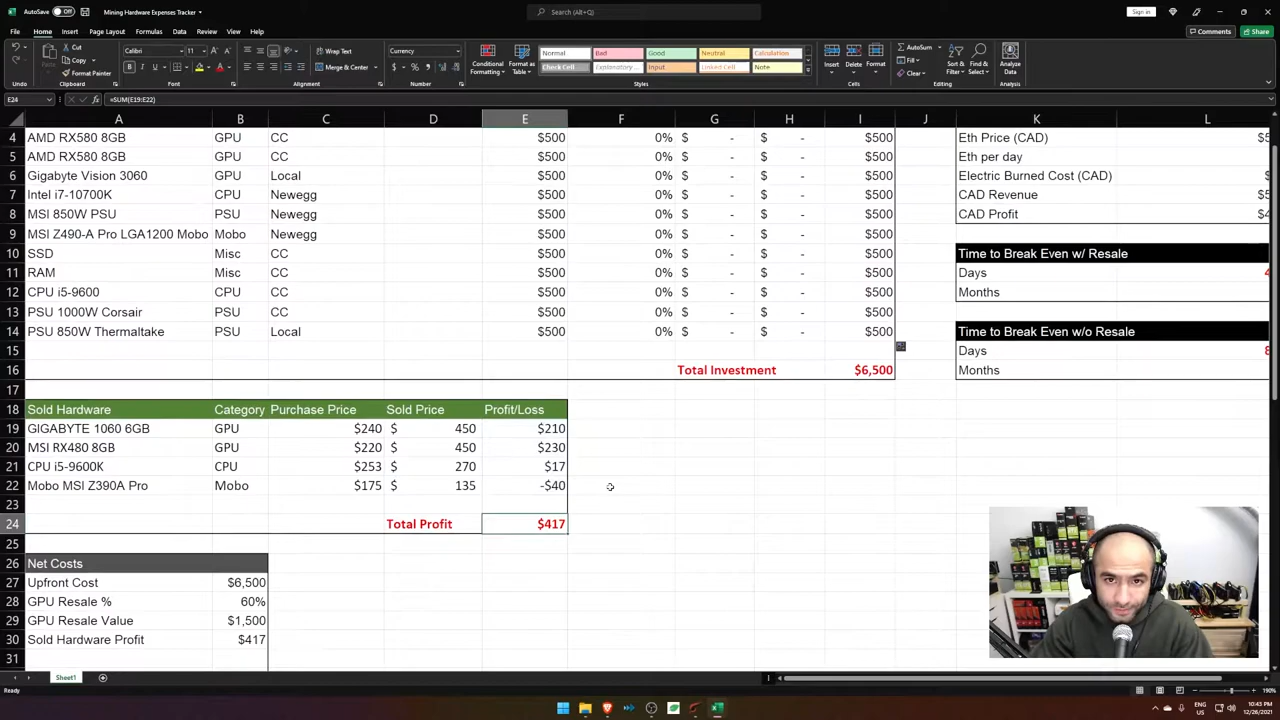 AutoSave Off Mining Hardware Expenses Tracker Search (Alt+Q) Sign in
File Home Insert Page Layout Formulas Data Review View Help Comments Share
Cut Copy Format Painter Calibri 11 Wrap Text Merge & Center Currency Conditional Formatting Format as Table Normal Bad Good Neutral Calculation Check Cell Explanatory ... Input Linked Cell Note Insert Delete Format AutoSum Fill Clear Sort & Filter Find & Select Analyze Data
Undo Clipboard Font Alignment Number Styles Cells Editing Analysis
E24 =SUM(E19:E22)
A B C D E F G H I J K L
4 AMD RX580 8GB GPU CC $500 0% $ - $ - $500 Eth Price (CAD)
5 AMD RX580 8GB GPU CC $500 0% $ - $ - $500 Eth per day
6 Gigabyte Vision 3060 GPU Local $500 0% $ - $ - $500 Electric Burned Cost (CAD)
7 Intel i7-10700K CPU Newegg $500 0% $ - $ - $500 CAD Revenue
8 MSI 850W PSU PSU Newegg $500 0% $ - $ - $500 CAD Profit
9 MSI Z490-A Pro LGA1200 Mobo Mobo Newegg $500 0% $ - $ - $500
10 SSD Misc CC $500 0% $ - $ - $500 Time to Break Even w/ Resale
11 RAM Misc CC $500 0% $ - $ - $500 Days
12 CPU i5-9600 CPU CC $500 0% $ - $ - $500 Months
13 PSU 1000W Corsair PSU CC $500 0% $ - $ - $500
14 PSU 850W Thermaltake PSU Local $500 0% $ - $ - $500 Time to Break Even w/o Resale
15 Days
16 Total Investment $6,500 Months
17
18 Sold Hardware Category Purchase Price Sold Price Profit/Loss
19 GIGABYTE 1060 6GB GPU $240 $ 450 $210
20 MSI RX480 8GB GPU $220 $ 450 $230
21 CPU i5-9600K CPU $253 $ 270 $17
22 Mobo MSI Z390A Pro Mobo $175 $ 135 -$40
23
24 Total Profit $417
25
26 Net Costs
27 Upfront Cost $6,500
28 GPU Resale % 60%
29 GPU Resale Value $1,500
30 Sold Hardware Profit $417
31
Sheet1
Ready 190%
ENG US 10:43 PM 12/26/2021